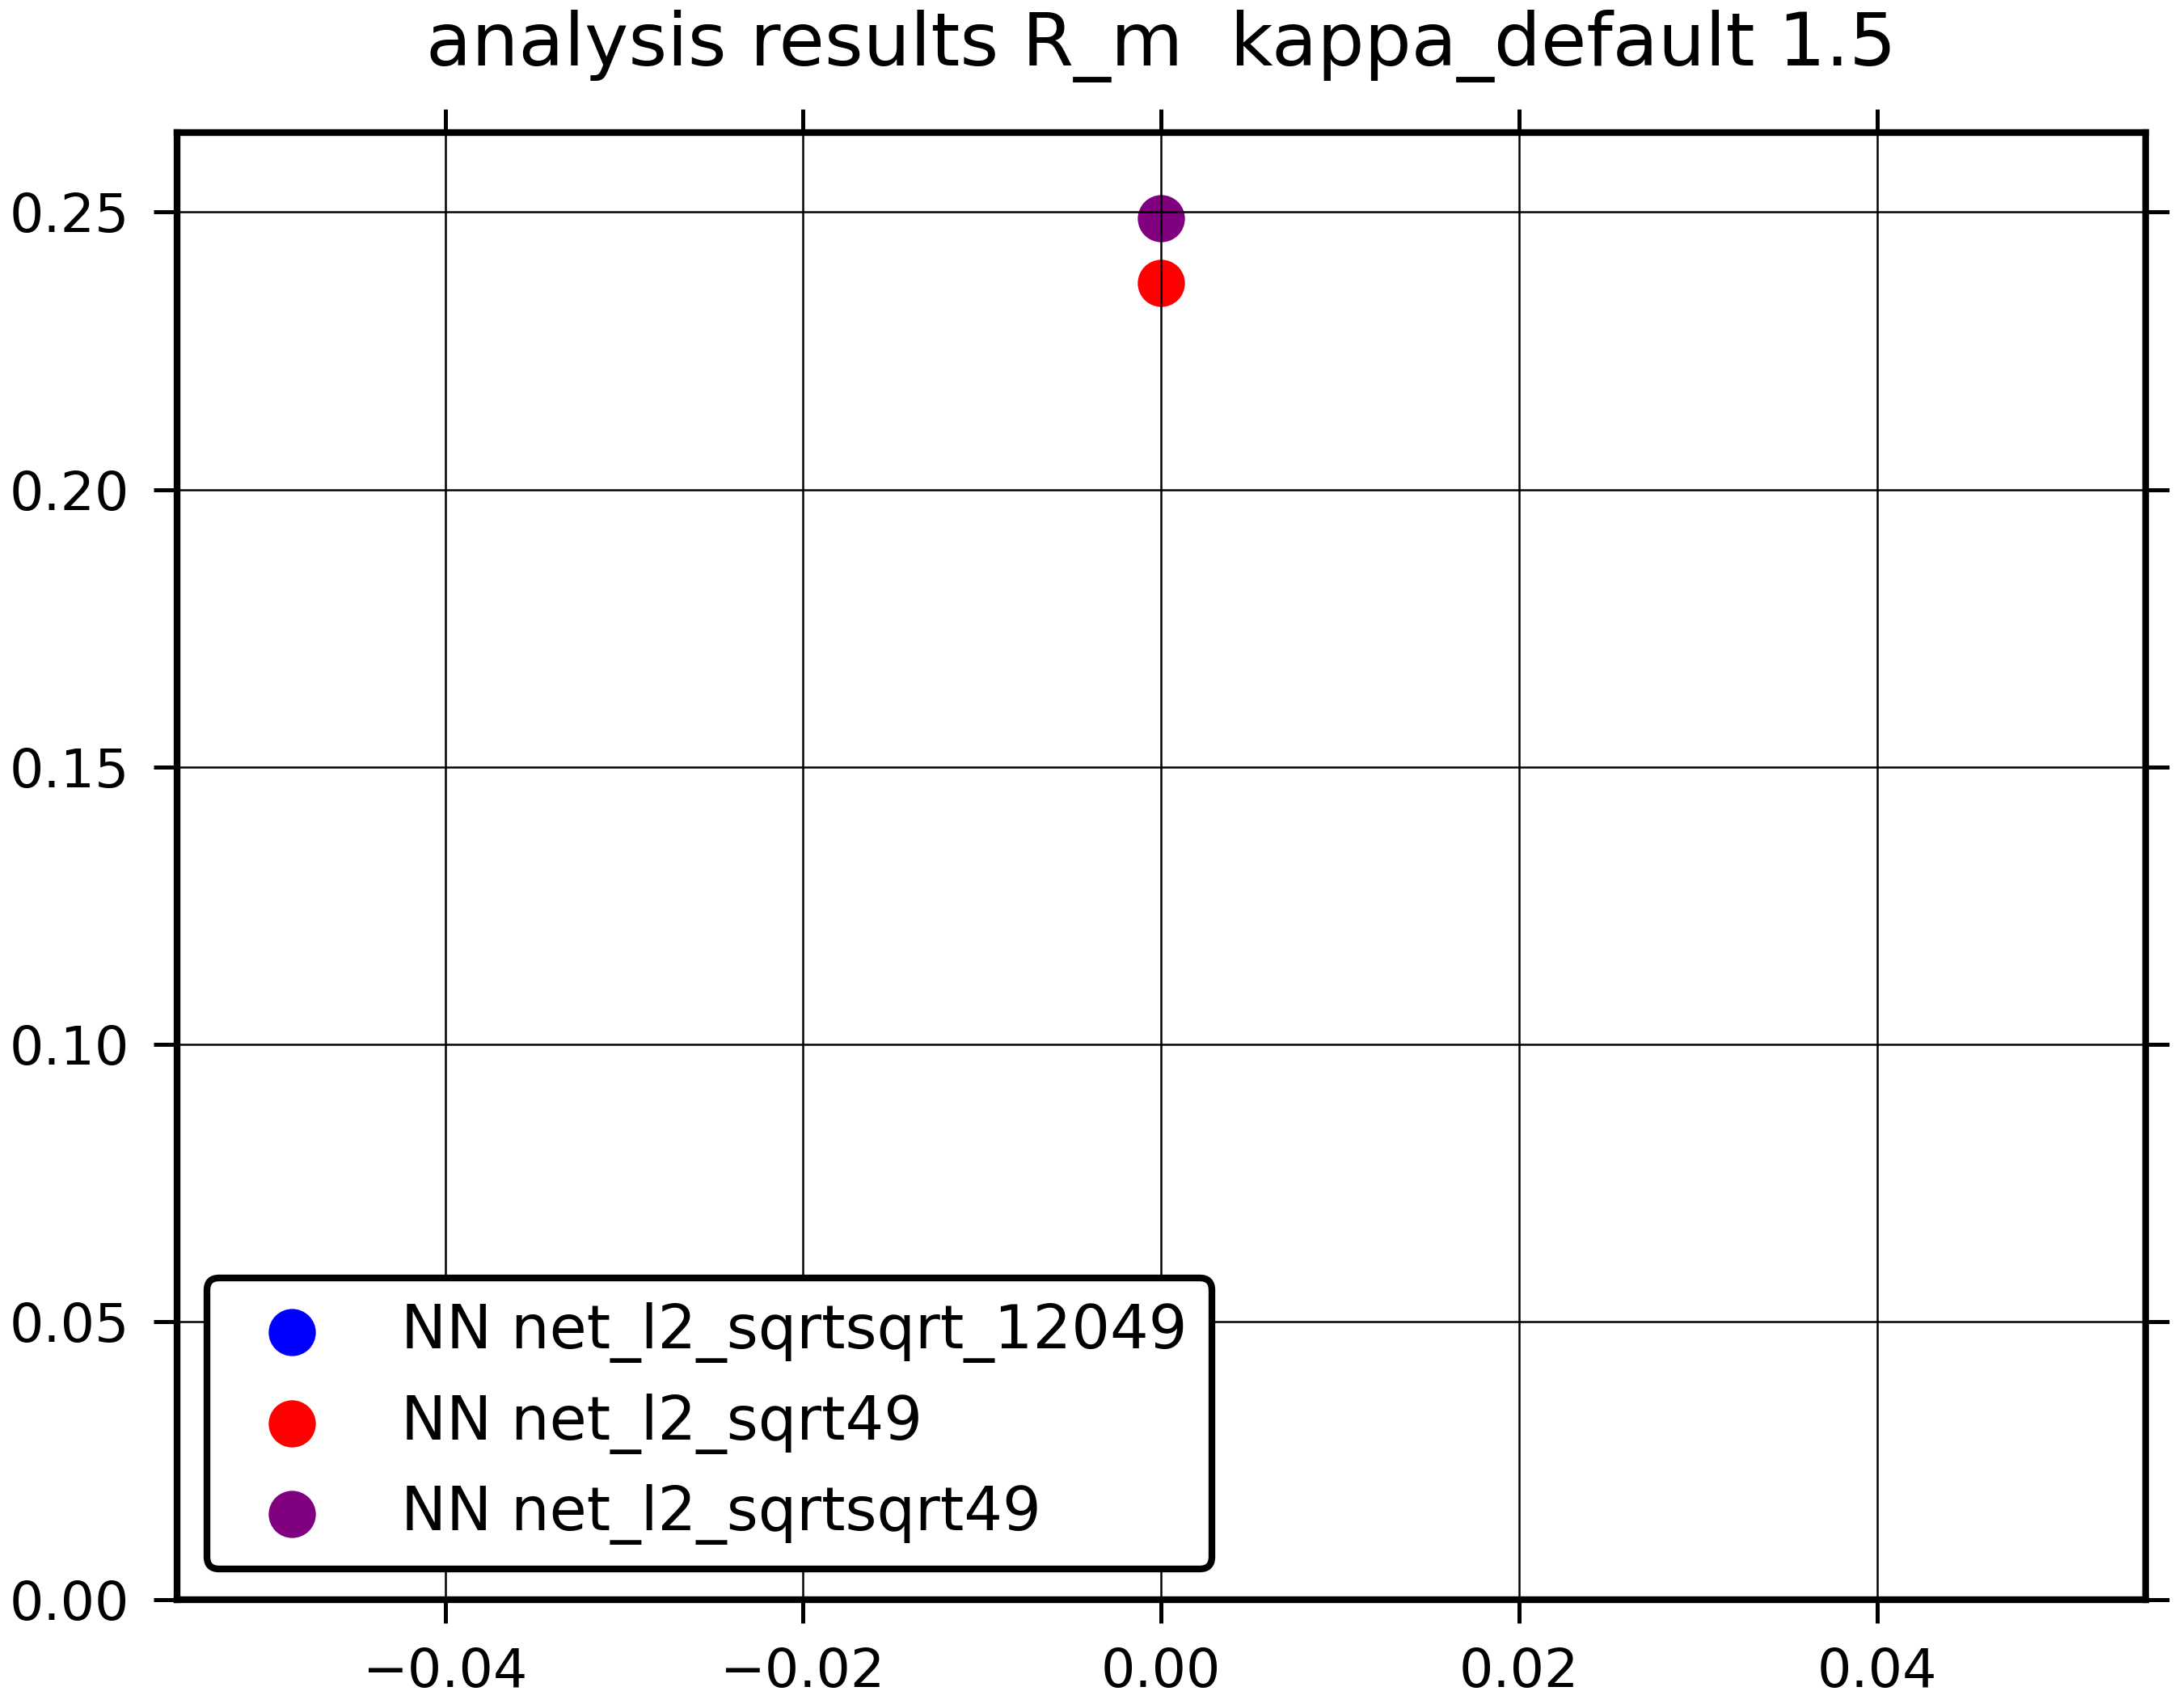 analysis results R_m  kappa_default 1.5
0.25
0.20
0.15
0.10
0.05
0.00
NN net_l2_sqrtsqrt_12049
NN net_l2_sqrt49
NN net_l2_sqrtsqrt49
−0.04 −0.02 0.00 0.02 0.04